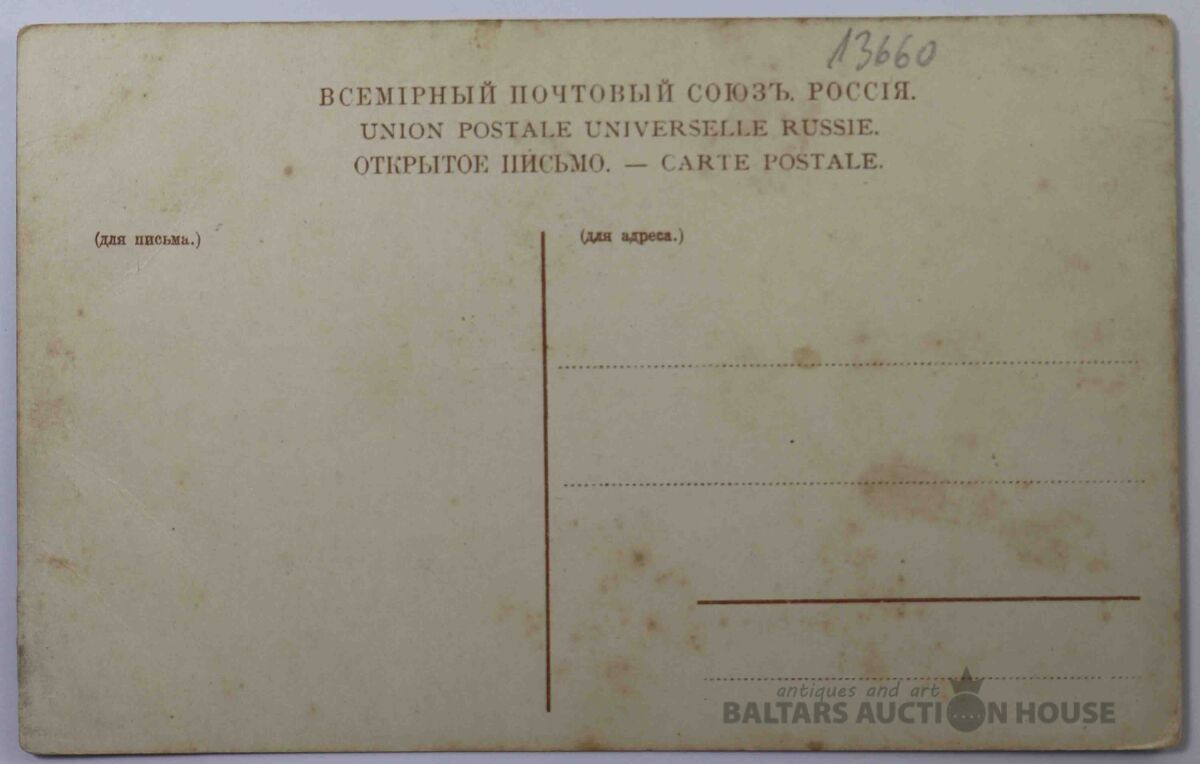 13660
ВСЕМІРНЫЙ ПОЧТОВЫЙ СОЮЗЪ. РОССІЯ.
UNION POSTALE UNIVERSELLE RUSSIE.
ОТКРЫТОЕ ПИСЬМО. — CARTE POSTALE.
(для письма.)
(для адреса.)
antiques and art
BALTARS AUCTION HOUSE